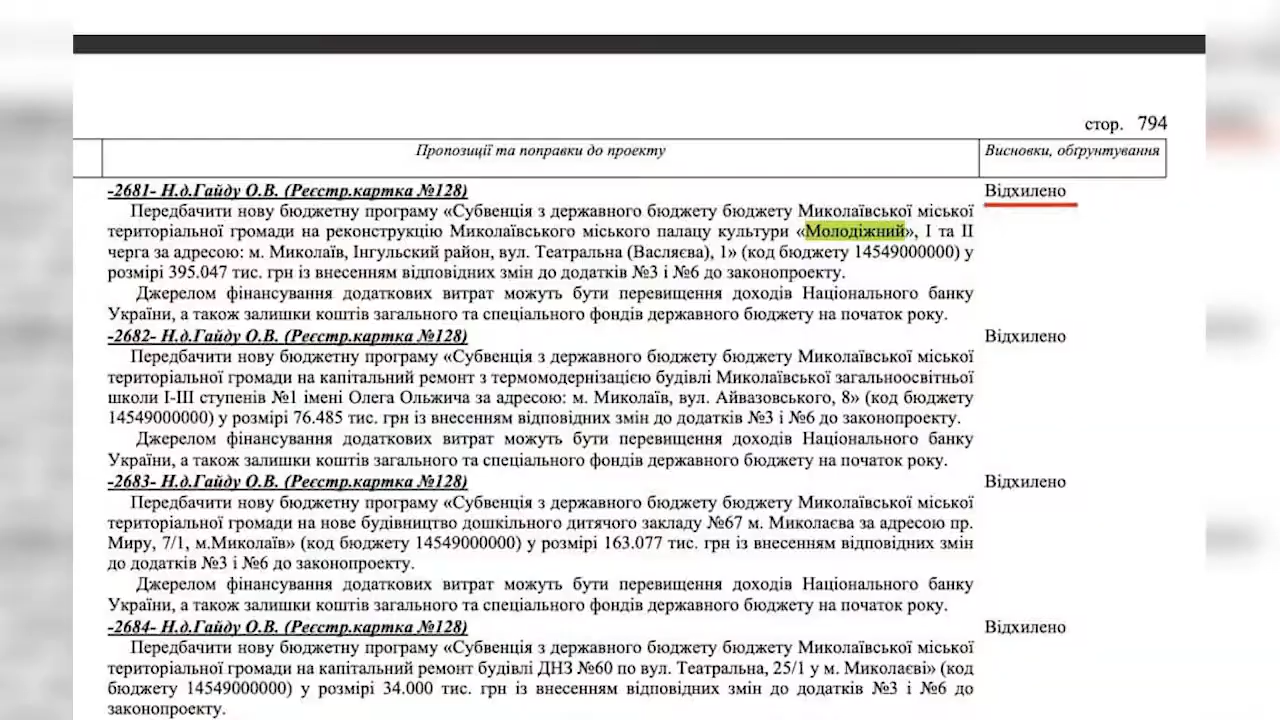 стор. 794
Пропозиції та поправки до проекту
Висновки, обґрунтування
-2681- Н.д.Гайду О.В. (Реєстр.картка №128)
Відхилено
Передбачити нову бюджетну програму «Субвенція з державного бюджету бюджету Миколаївської міської
територіальної громади на реконструкцію Миколаївського міського палацу культури «Молодіжний», І та ІІ
черга за адресою: м. Миколаїв, Інгульский район, вул. Театральна (Васляєва), 1» (код бюджету 14549000000) у
розмірі 395.047 тис. грн із внесенням відповідних змін до додатків №3 і №6 до законопроекту.
Джерелом фінансування додаткових витрат можуть бути перевищення доходів Національного банку
України, а також залишки коштів загального та спеціального фондів державного бюджету на початок року.
-2682- Н.д.Гайду О.В. (Реєстр.картка №128)
Відхилено
Передбачити нову бюджетну програму «Субвенція з державного бюджету бюджету Миколаївської міської
територіальної громади на капітальний ремонт з термомодернізацією будівлі Миколаївської загальноосвітньої
школи І-ІІІ ступенів №1 імені Олега Ольжича за адресою: м. Миколаїв, вул. Айвазовського, 8» (код бюджету
14549000000) у розмірі 76.485 тис. грн із внесенням відповідних змін до додатків №3 і №6 до законопроекту.
Джерелом фінансування додаткових витрат можуть бути перевищення доходів Національного банку
України, а також залишки коштів загального та спеціального фондів державного бюджету на початок року.
-2683- Н.д.Гайду О.В. (Реєстр.картка №128)
Відхилено
Передбачити нову бюджетну програму «Субвенція з державного бюджету бюджету Миколаївської міської
територіальної громади на нове будівництво дошкільного дитячого закладу №67 м. Миколаєва за адресою пр.
Миру, 7/1, м.Миколаїв» (код бюджету 14549000000) у розмірі 163.077 тис. грн із внесенням відповідних змін
до додатків №3 і №6 до законопроекту.
Джерелом фінансування додаткових витрат можуть бути перевищення доходів Національного банку
України, а також залишки коштів загального та спеціального фондів державного бюджету на початок року.
-2684- Н.д.Гайду О.В. (Реєстр.картка №128)
Відхилено
Передбачити нову бюджетну програму «Субвенція з державного бюджету бюджету Миколаївської міської
територіальної громади на капітальний ремонт будівлі ДНЗ №60 по вул. Театральна, 25/1 у м. Миколаєві» (код
бюджету 14549000000) у розмірі 34.000 тис. грн із внесенням відповідних змін до додатків №3 і №6 до
законопроекту.